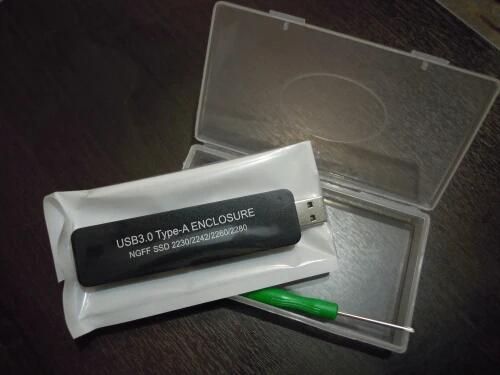 USB3.0 Type-A ENCLOSURE
NGFF SSD 2230/2242/2260/2280